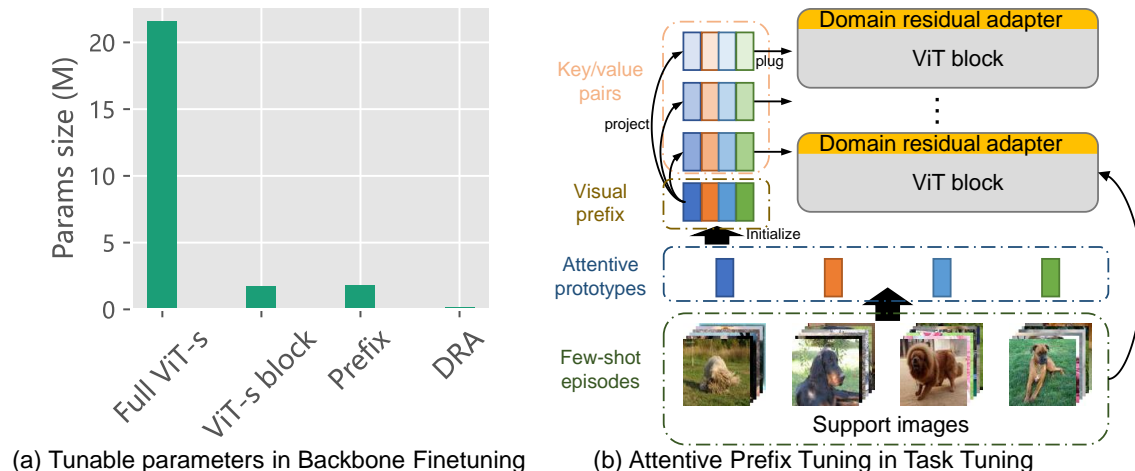 20
15
10
5
0
Params size (M)
Full ViT-s
ViT-s block
Prefix
DRA
(a) Tunable parameters in Backbone Finetuning
Domain residual adapter
ViT block
plug
Key/value
pairs
project
Domain residual adapter
ViT block
Visual
prefix
Initialize
Attentive
prototypes
Few-shot
episodes
Support images
(b) Attentive Prefix Tuning in Task Tuning